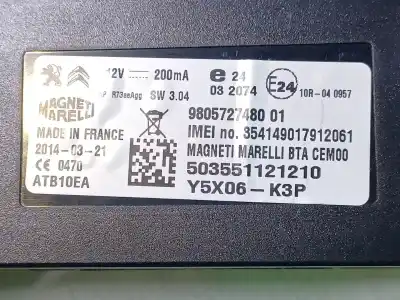 12V 200mA
R73seAgg SW 3.04
e 24
03 2074
E24 10R-04 0957
MAGNETI
MARELLI
MADE IN FRANCE
2014-03-21
CE 0470
ATB10EA
9805727480 01
IMEI no. 354149017912061
MAGNETI MARELLI BTA CEM00
503551121210
Y5X06-K3P